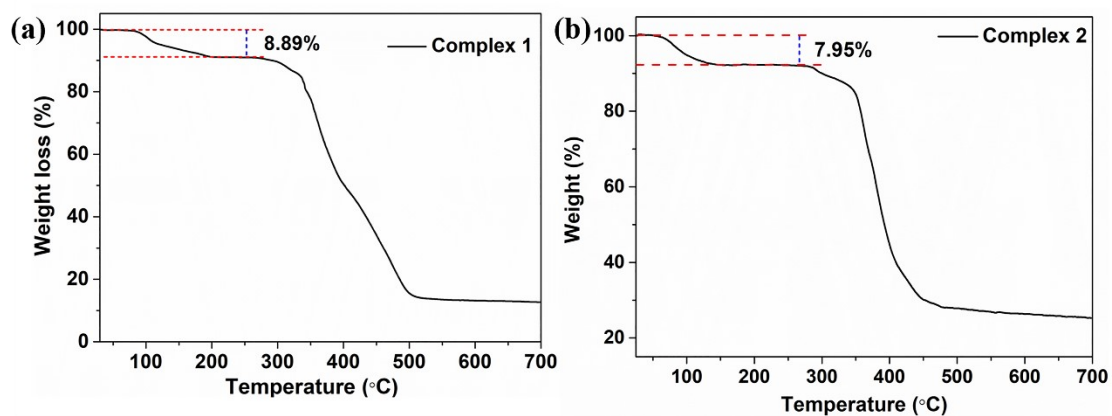 (a)
Complex 1
8.89%
Weight loss (%)
100
80
60
40
20
0
100 200 300 400 500 600 700
Temperature (°C)
(b)
Complex 2
7.95%
Weight (%)
100
80
60
40
20
100 200 300 400 500 600 700
Temperature (°C)